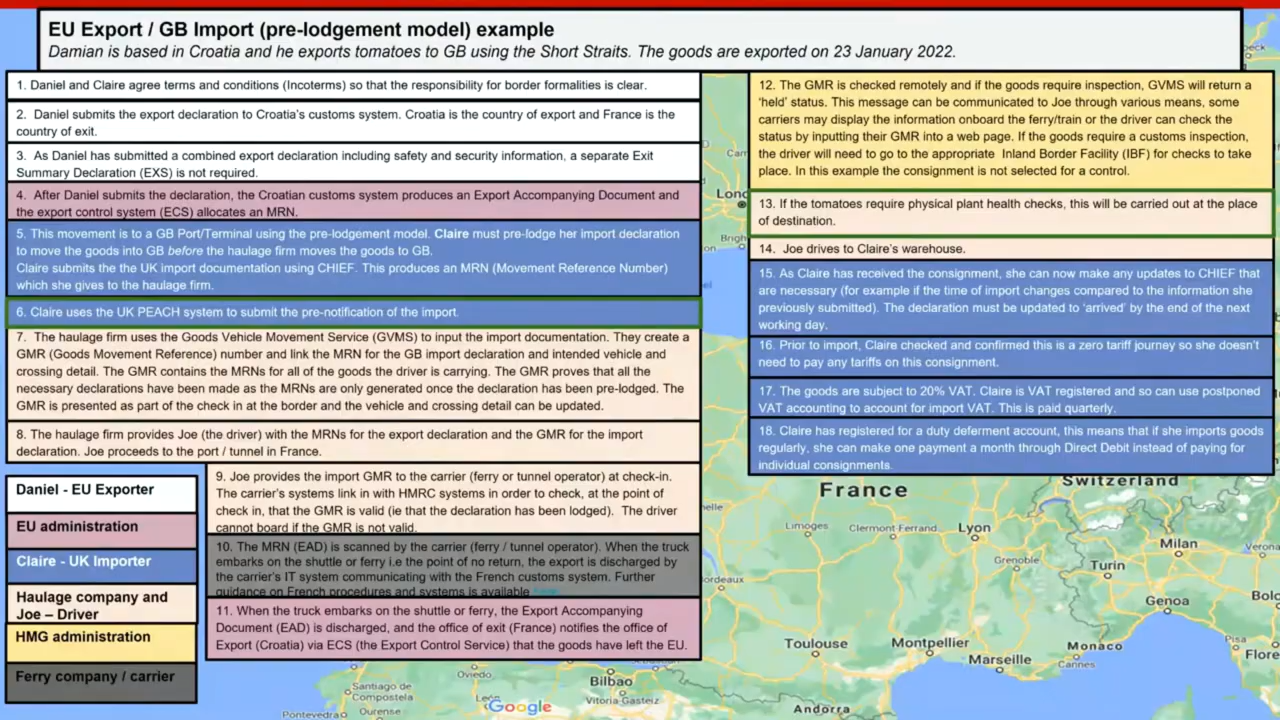 EU Export / GB Import (pre-lodgement model) example
Damian is based in Croatia and he exports tomatoes to GB using the Short Straits. The goods are exported on 23 January 2022.
1. Daniel and Claire agree terms and conditions (Incoterms) so that the responsibility for border formalities is clear.
2. Daniel submits the export declaration to Croatia's customs system. Croatia is the country of export and France is the
country of exit.
3. As Daniel has submitted a combined export declaration including safety and security information, a separate Exit
Summary Declaration (EXS) is not required.
4. After Daniel submits the declaration, the Croatian customs system produces an Export Accompanying Document and
the export control system (ECS) allocates an MRN.
5. This movement is to a GB Port/Terminal using the pre-lodgement model. Claire must pre-lodge her import declaration
to move the goods into GB before the haulage firm moves the goods to GB.
Claire submits the the UK import documentation using CHIEF. This produces an MRN (Movement Reference Number)
which she gives to the haulage firm.
6. Claire uses the UK PEACH system to submit the pre-notification of the import.
7. The haulage firm uses the Goods Vehicle Movement Service (GVMS) to input the import documentation. They create a
GMR (Goods Movement Reference) number and link the MRN for the GB import declaration and intended vehicle and
crossing detail. The GMR contains the MRNs for all of the goods the driver is carrying. The GMR proves that all the
necessary declarations have been made as the MRNs are only generated once the declaration has been pre-lodged. The
GMR is presented as part of the check in at the border and the vehicle and crossing detail can be updated.
8. The haulage firm provides Joe (the driver) with the MRNs for the export declaration and the GMR for the import
declaration. Joe proceeds to the port / tunnel in France.
9. Joe provides the import GMR to the carrier (ferry or tunnel operator) at check-in.
The carrier's systems link in with HMRC systems in order to check, at the point of
check in, that the GMR is valid (ie that the declaration has been lodged). The driver
cannot board if the GMR is not valid.
10. The MRN (EAD) is scanned by the carrier (ferry / tunnel operator). When the truck
embarks on the shuttle or ferry i.e the point of no return, the export is discharged by
the carrier's IT system communicating with the French customs system. Further
guidance on French procedures and systems is available
11. When the truck embarks on the shuttle or ferry, the Export Accompanying
Document (EAD) is discharged, and the office of exit (France) notifies the office of
Export (Croatia) via ECS (the Export Control Service) that the goods have left the EU.
Daniel - EU Exporter
EU administration
Claire - UK Importer
Haulage company and
Joe – Driver
HMG administration
Ferry company / carrier
12. The GMR is checked remotely and if the goods require inspection, GVMS will return a
'held' status. This message can be communicated to Joe through various means, some
carriers may display the information onboard the ferry/train or the driver can check the
status by inputting their GMR into a web page. If the goods require a customs inspection,
the driver will need to go to the appropriate Inland Border Facility (IBF) for checks to take
place. In this example the consignment is not selected for a control.
13. If the tomatoes require physical plant health checks, this will be carried out at the place
of destination.
14. Joe drives to Claire's warehouse.
15. As Claire has received the consignment, she can now make any updates to CHIEF that
are necessary (for example if the time of import changes compared to the information she
previously submitted). The declaration must be updated to 'arrived' by the end of the next
working day.
16. Prior to import, Claire checked and confirmed this is a zero tariff journey so she doesn't
need to pay any tariffs on this consignment.
17. The goods are subject to 20% VAT. Claire is VAT registered and so can use postponed
VAT accounting to account for import VAT. This is paid quarterly.
18. Claire has registered for a duty deferment account, this means that if she imports goods
regularly, she can make one payment a month through Direct Debit instead of paying for
individual consignments.
France
Switzerland
Limoges
Clermont-Ferrand
Lyon
Milan
Verona
Grenoble
Turin
Bordeaux
Genoa
Bolo
Toulouse
Montpellier
Monaco
Pisa
Marseille
Cannes
Flore
Oviedo
Bilbao
Santiago de
Compostela
León
Vitoria-Gasteiz
Pontevedra
Ourense
Google
Andorra
Lond
Brigh